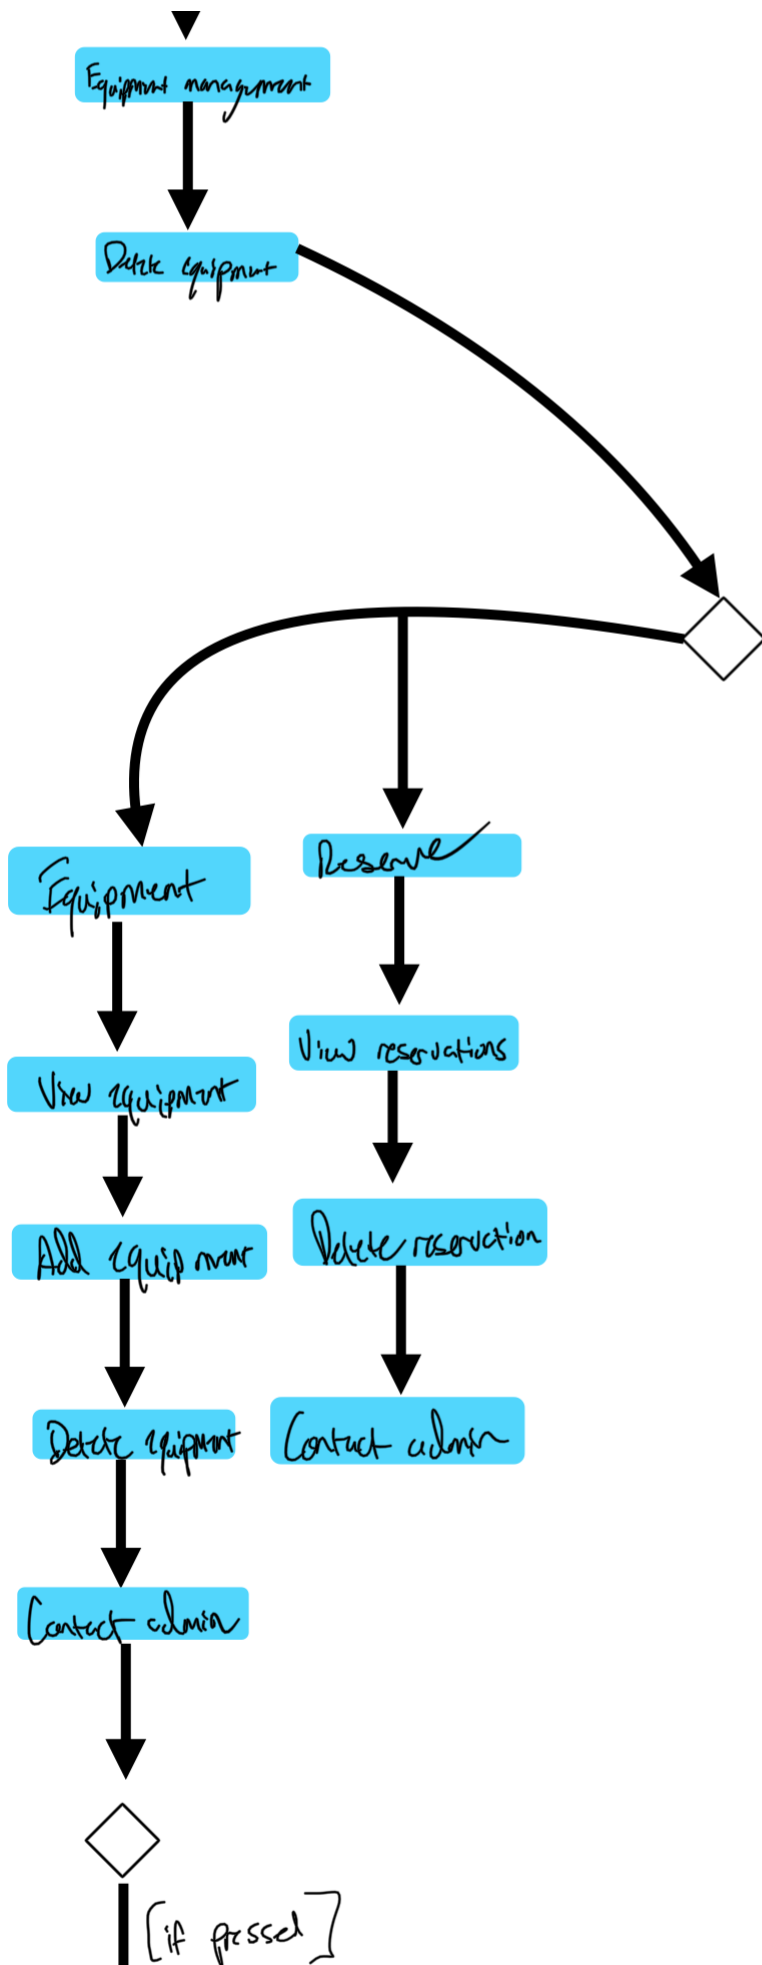 Equipment management
Delete equipment
Equipment
Reserve
View equipment
View reservations
Add equipment
Delete reservation
Delete equipment
Contact admin
Contact admin
[if pressed]